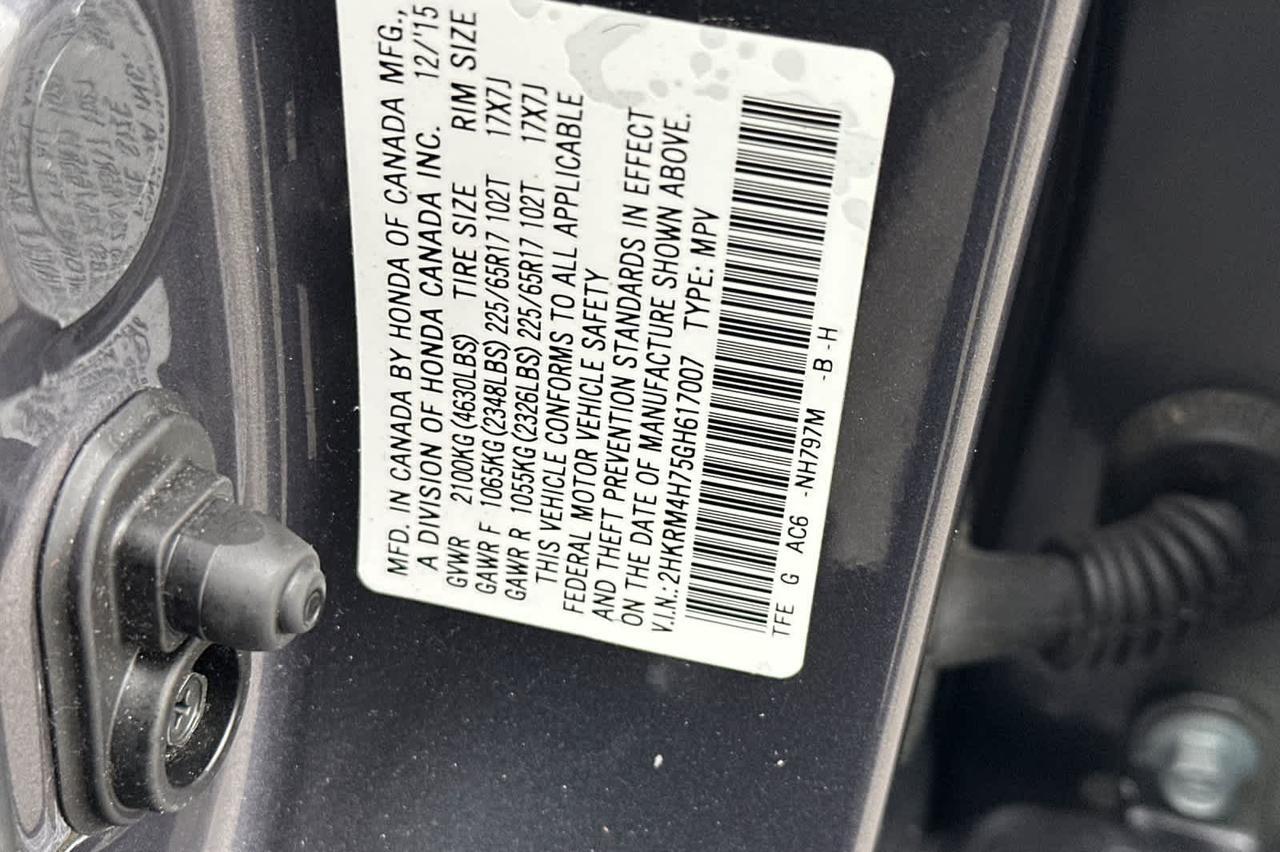 MFD. IN CANADA BY HONDA OF CANADA MFG.,
A DIVISION OF HONDA CANADA INC. 12/'15
GVWR 2100KG(4630LBS) TIRE SIZE RIM SIZE
GAWR F 1065KG(2348LBS) 225/65R17 102T 17X7J
GAWR R 1055KG(2326LBS) 225/65R17 102T 17X7J
THIS VEHICLE CONFORMS TO ALL APPLICABLE
FEDERAL MOTOR VEHICLE SAFETY
AND THEFT PREVENTION STANDARDS IN EFFECT
ON THE DATE OF MANUFACTURE SHOWN ABOVE.
V.I.N.:2HKRM4H75GH617007 TYPE: MPV
TFE G AC6 -NH797M -B -H